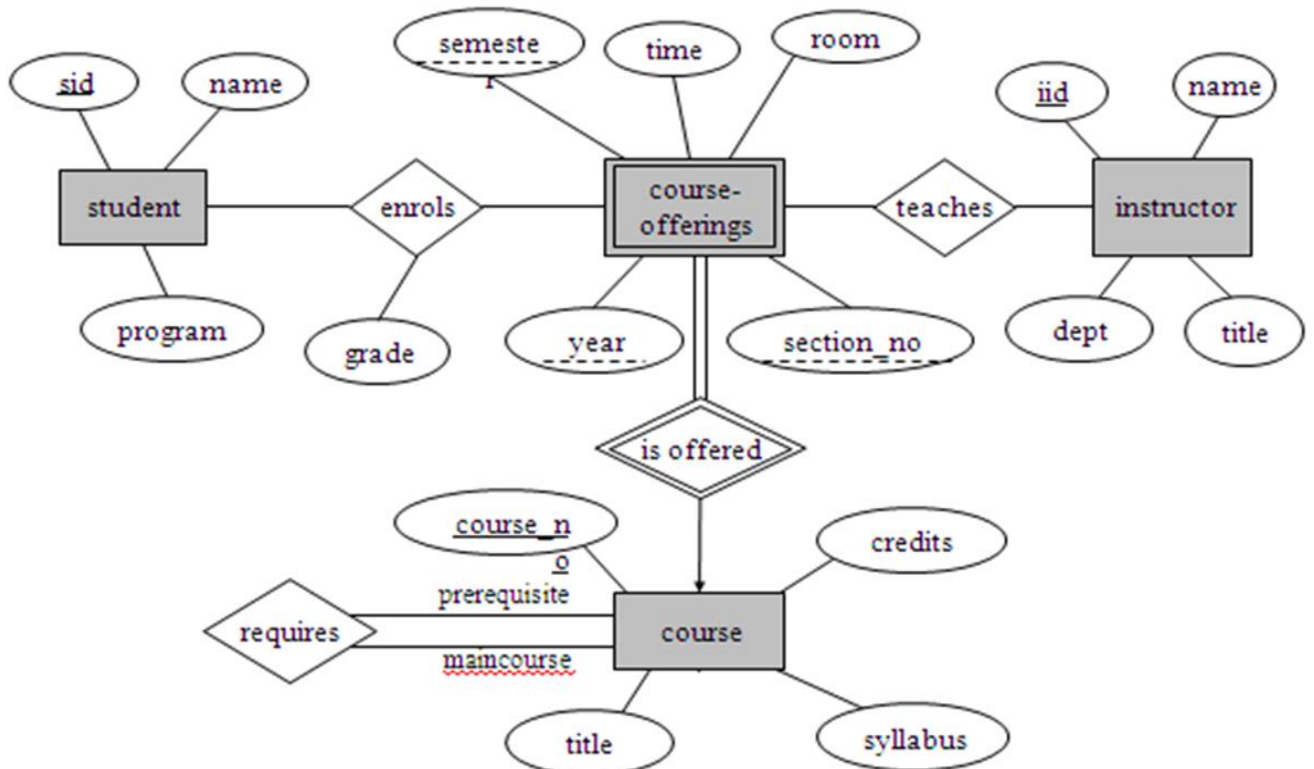 semeste
r
time
room
sid
name
iid
name
student
enrols
course-
offerings
teaches
instructor
program
grade
year
section_no
dept
title
is offered
course_n
o
credits
prerequisite
requires
course
maincourse
title
syllabus